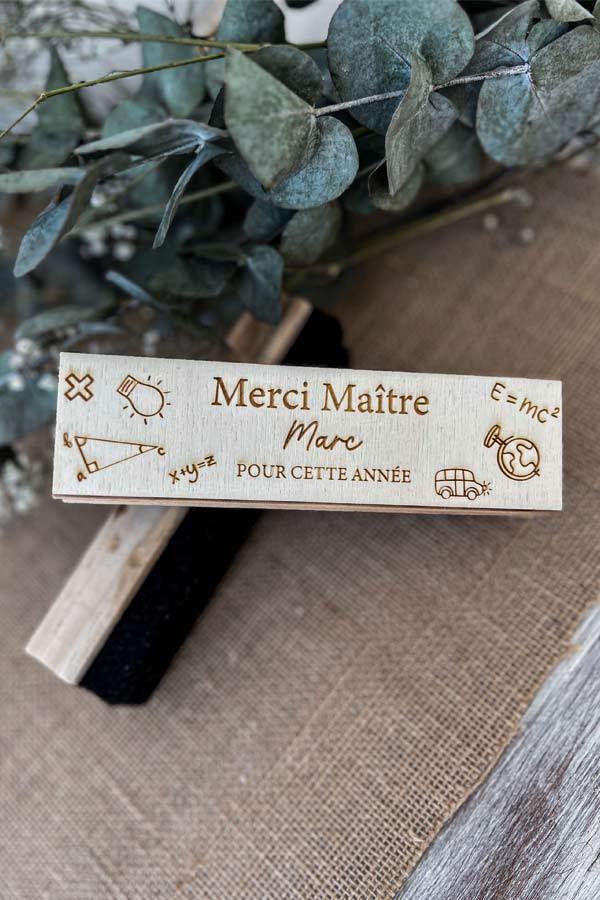 Merci Maître
Marc
POUR CETTE ANNÉE
E=mc²
b
c
a
x+y=z